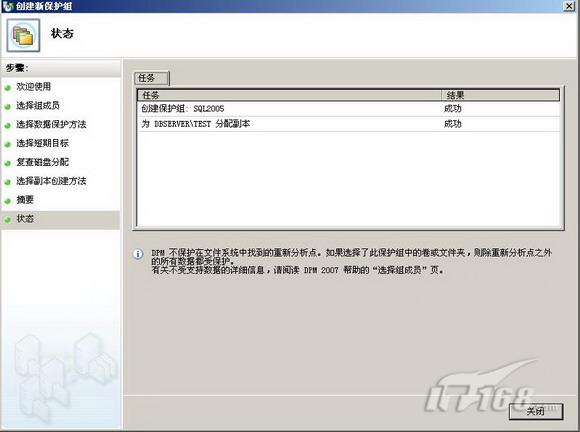 创建新保护组
状态
步骤:
欢迎使用
选择组成员
选择数据保护方法
选择短期目标
复查磁盘分配
选择副本创建方法
摘要
状态
任务
任务 结果
创建保护组: SQL2005 成功
为 DBSERVER\TEST 分配副本 成功
DPM 不保护在文件系统中找到的重新分析点。如果选择了此保护组中的卷或文件夹，则除重新分析点之外
的所有数据都受保护。
有关不受支持数据的详细信息，请阅读 DPM 2007 帮助的“选择组成员”页。
IT168.com
关闭